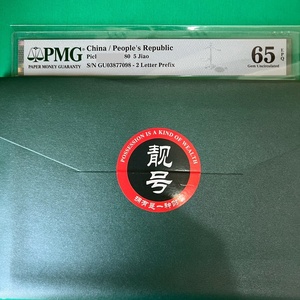 PMG
PAPER MONEY GUARANTY
China / People's Republic
PicI 80 5 Jiao
S/N GU03877098 - 2 Letter Prefix
65 EPQ
Gem Uncirculated
POSSESSION IS A KIND OF WEALTH
靓号
拥有是一种财富